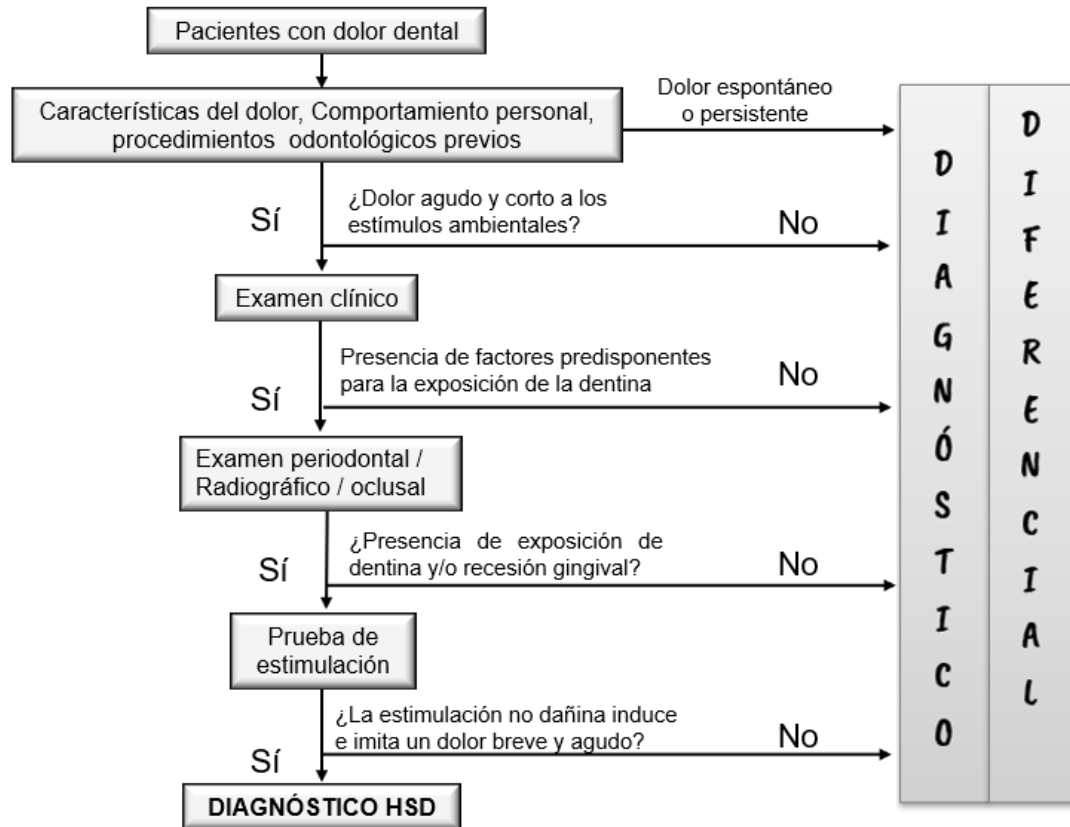 Pacientes con dolor dental
Características del dolor, Comportamiento personal,
procedimientos odontológicos previos
Dolor espontáneo
o persistente
¿Dolor agudo y corto a los
estímulos ambientales?
Sí
No
Examen clínico
Presencia de factores predisponentes
para la exposición de la dentina
Sí
No
Examen periodontal /
Radiográfico / oclusal
¿Presencia de exposición de
dentina y/o recesión gingival?
Sí
No
Prueba de
estimulación
¿La estimulación no dañina induce
e imita un dolor breve y agudo?
Sí
No
DIAGNÓSTICO HSD
DIAGNÓSTICO
DIFERENCIAL